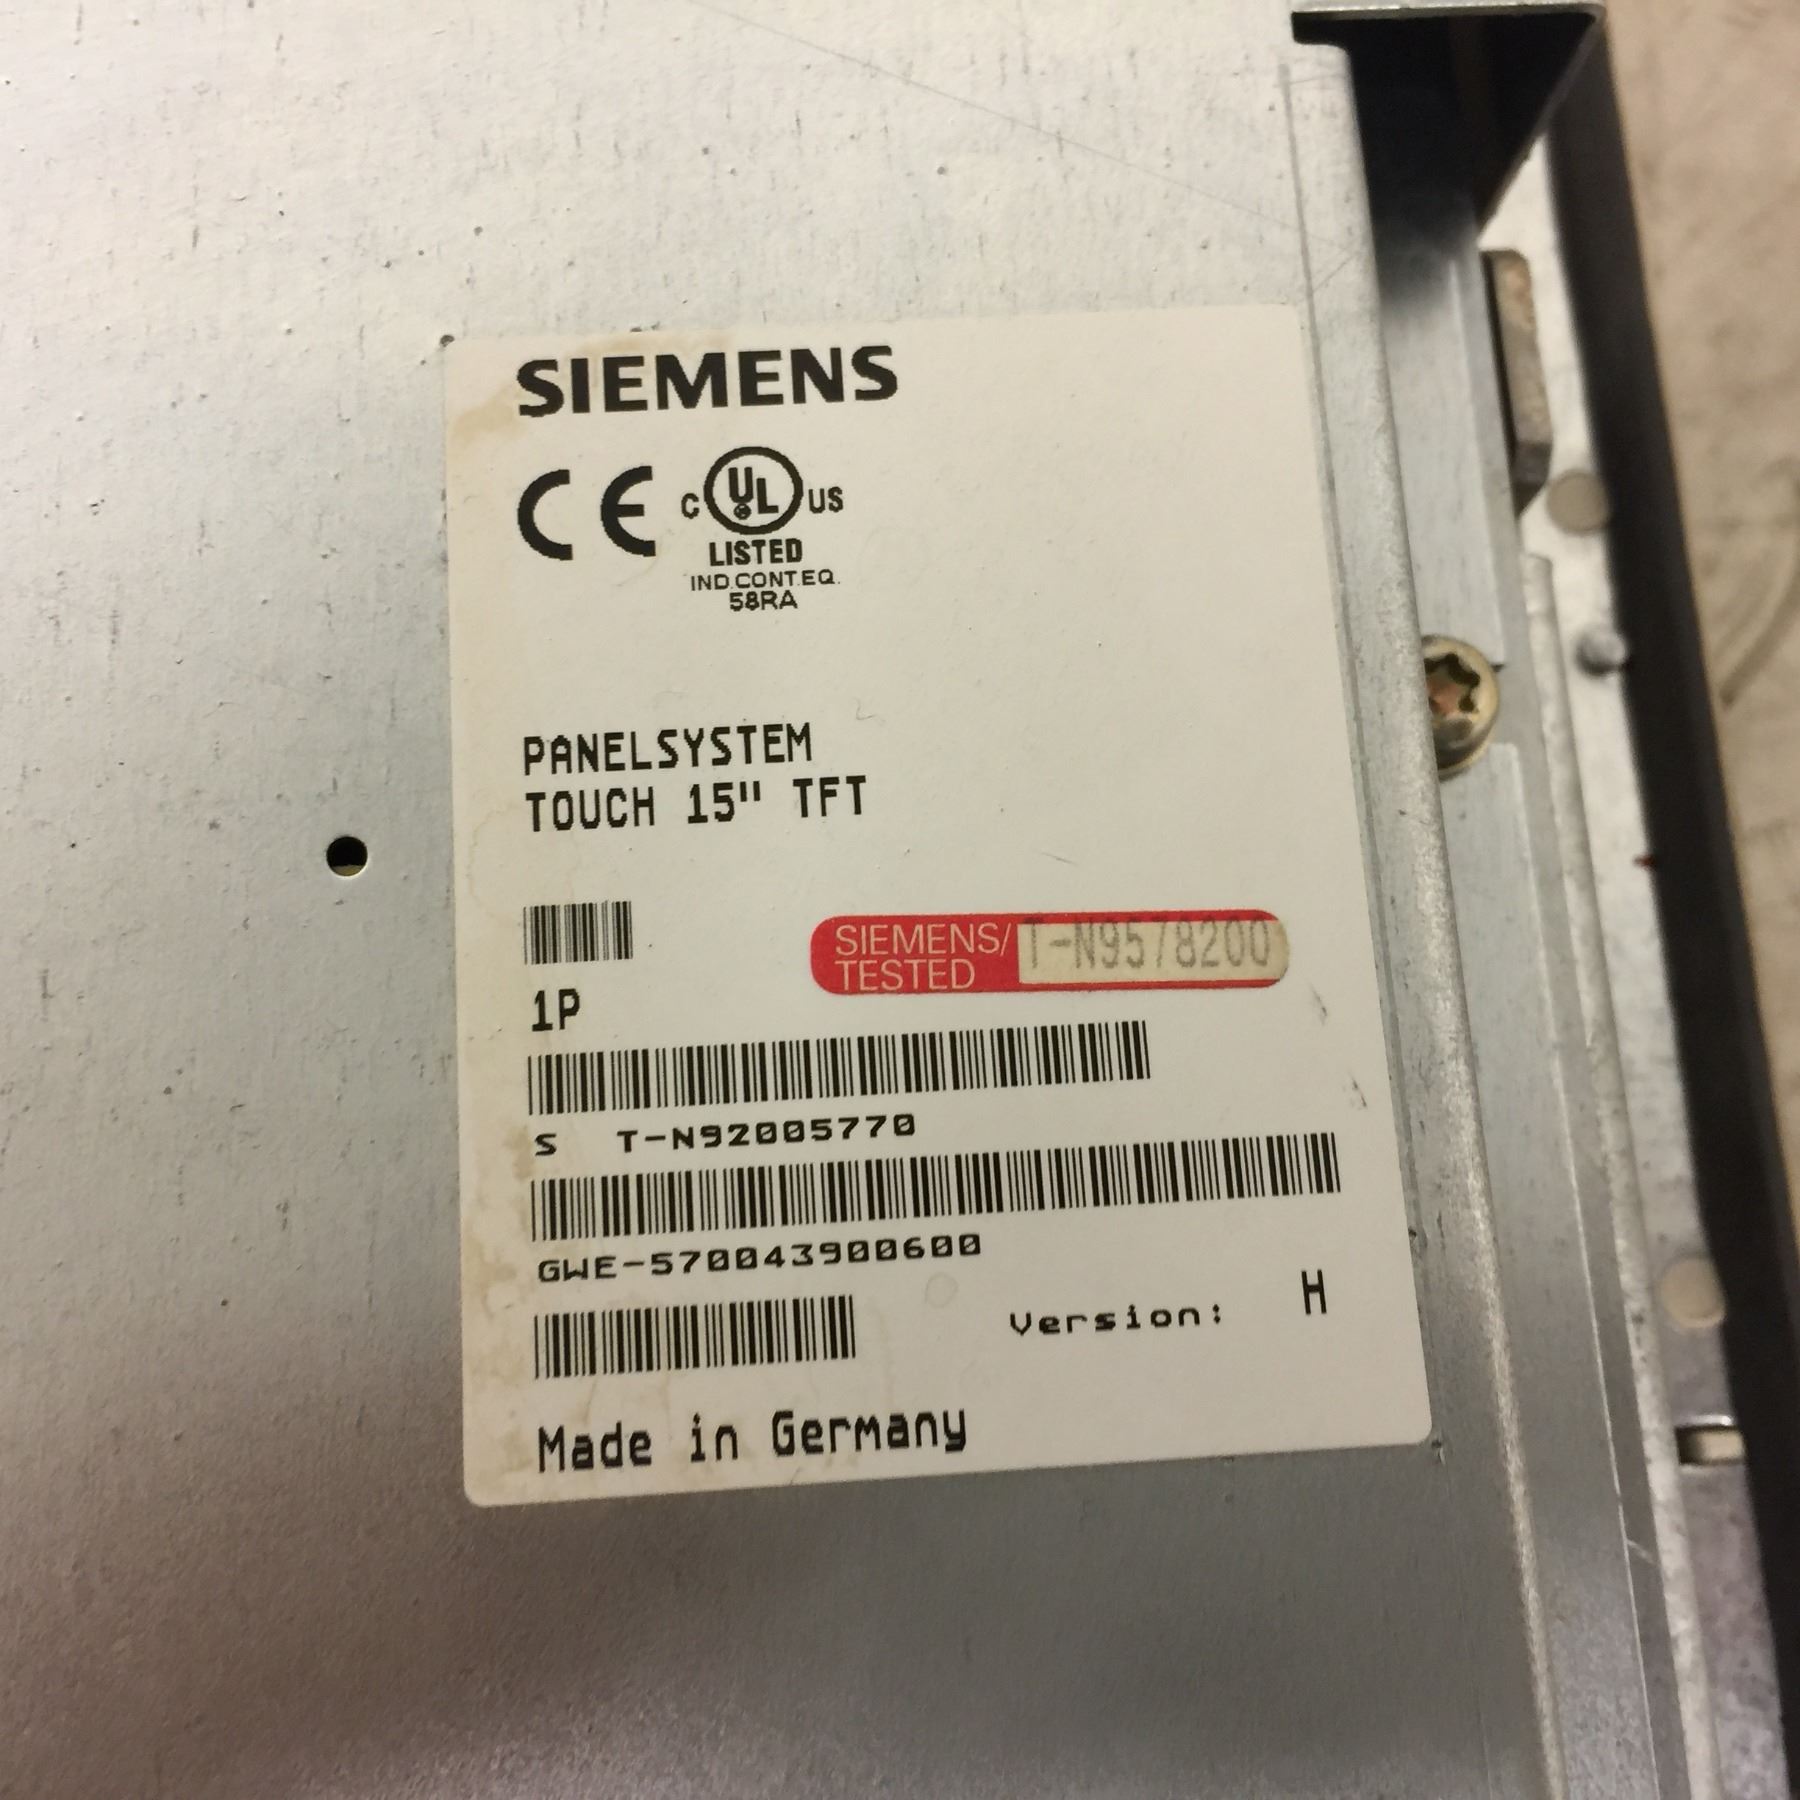 SIEMENS
CE C UL US
LISTED
IND.CONT.EQ.
58RA
PANELSYSTEM
TOUCH 15" TFT
SIEMENS/ T-N9578200
TESTED
1P
S T-N92005770
GWE-570043900600
Version: H
Made in Germany